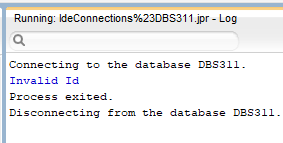 Running: IdeConnections%23DBS311.jpr - Log
Connecting to the database DBS311.
Invalid Id
Process exited.
Disconnecting from the database DBS311.